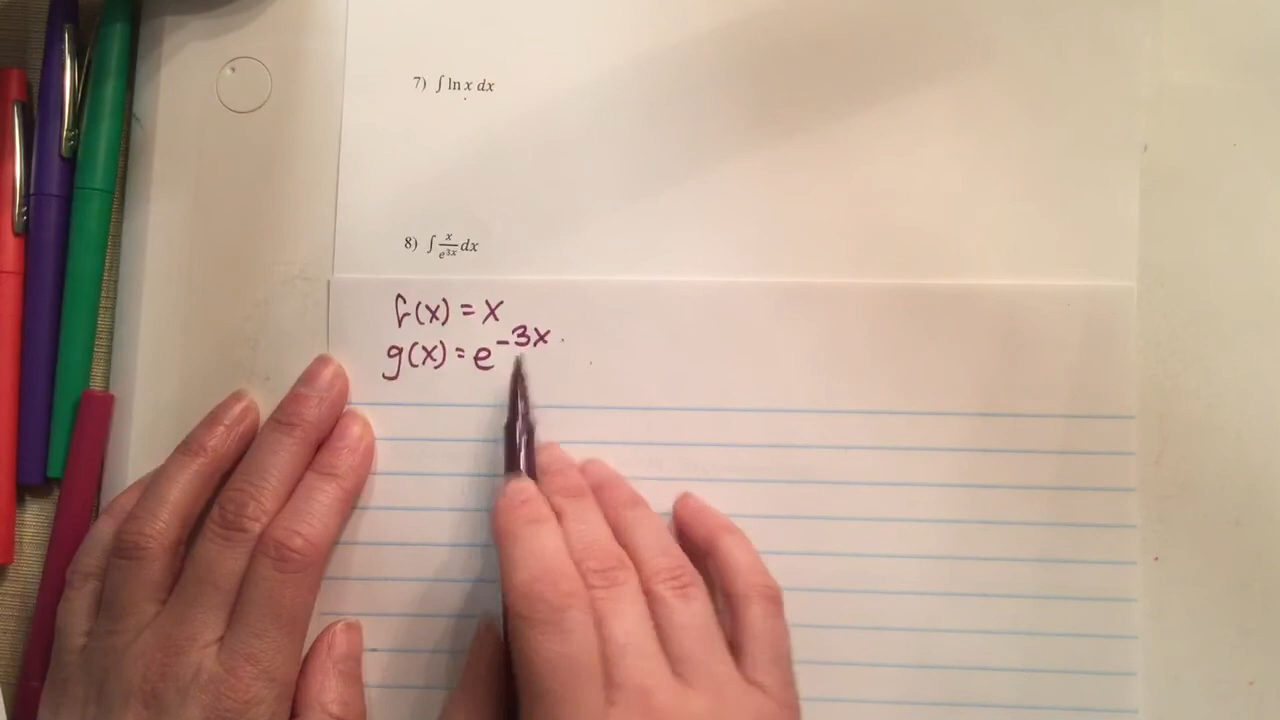 7) ∫ ln x dx
8) ∫ x/e^{3x} dx
f(x) = x
g(x) = e^{-3x}